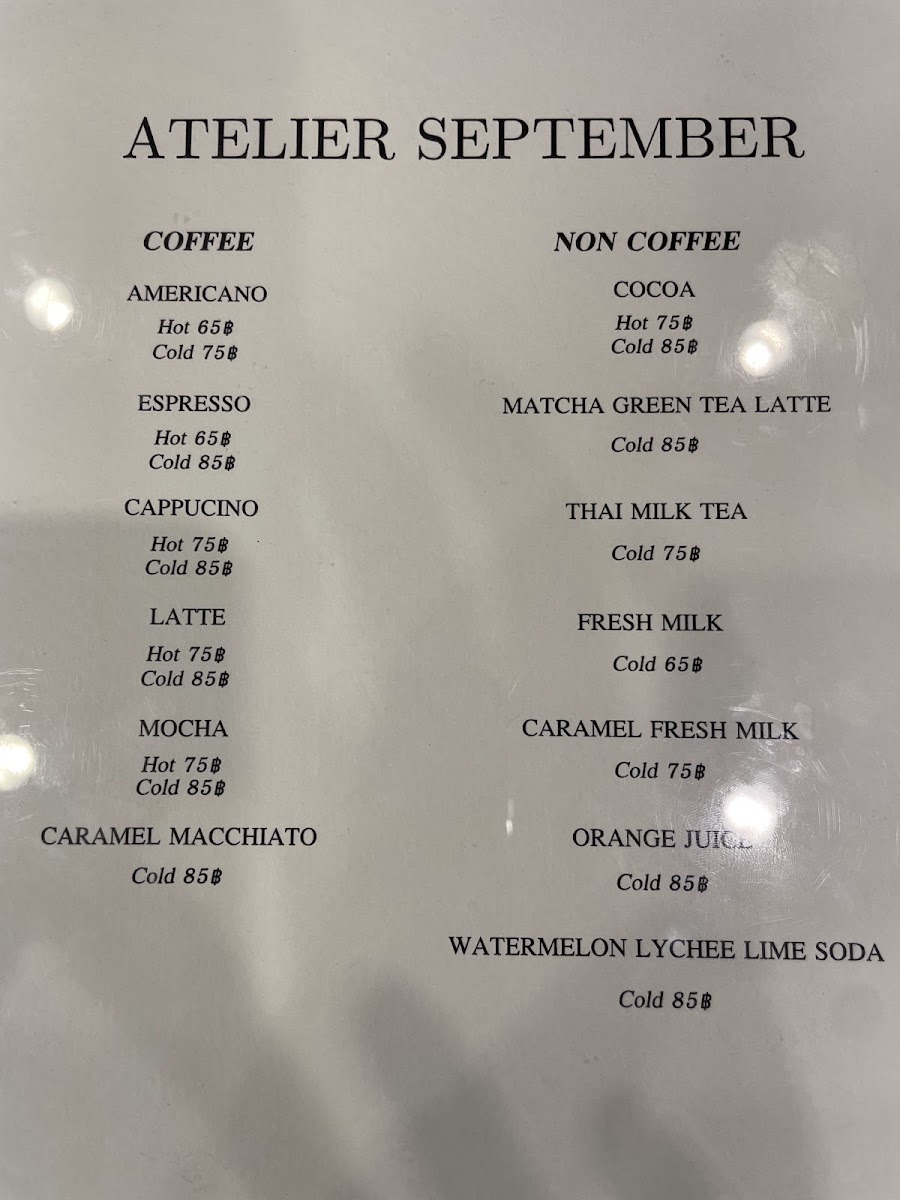 ATELIER SEPTEMBER
COFFEE
AMERICANO
Hot 65฿
Cold 75฿
ESPRESSO
Hot 65฿
Cold 85฿
CAPPUCINO
Hot 75฿
Cold 85฿
LATTE
Hot 75฿
Cold 85฿
MOCHA
Hot 75฿
Cold 85฿
CARAMEL MACCHIATO
Cold 85฿
NON COFFEE
COCOA
Hot 75฿
Cold 85฿
MATCHA GREEN TEA LATTE
Cold 85฿
THAI MILK TEA
Cold 75฿
FRESH MILK
Cold 65฿
CARAMEL FRESH MILK
Cold 75฿
ORANGE JUICE
Cold 85฿
WATERMELON LYCHEE LIME SODA
Cold 85฿